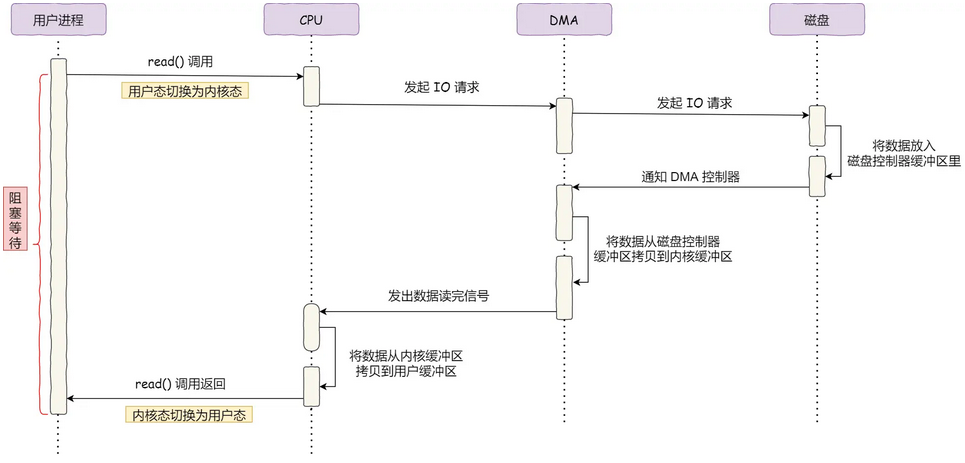 用户进程
CPU
DMA
磁盘
read() 调用
用户态切换为内核态
发起 IO 请求
发起 IO 请求
将数据放入
磁盘控制器缓冲区里
通知 DMA 控制器
阻
塞
等
待
将数据从磁盘控制器
缓冲区拷贝到内核缓冲区
发出数据读完信号
将数据从内核缓冲区
拷贝到用户缓冲区
read() 调用返回
内核态切换为用户态